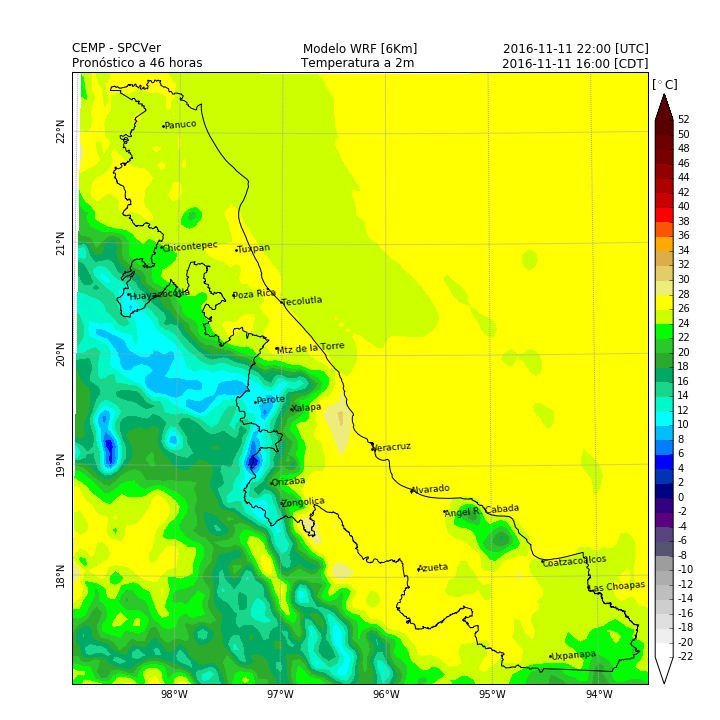 CEMP - SPCVer Modelo WRF [6Km] 2016-11-11 22:00 [UTC]
Pronóstico a 46 horas Temperatura a 2m 2016-11-11 16:00 [CDT]
[°C]
22°N
21°N
20°N
19°N
18°N
Panuco
Chicontepec
Tuxpan
Huayacocotla
Poza Rica
Tecolutla
Mtz de la Torre
Perote
Xalapa
Veracruz
Orizaba
Alvarado
Zongolica
Angel R. Cabada
Coatzacoalcos
Azueta
Las Choapas
Uxpanapa
98°W 97°W 96°W 95°W 94°W
52
50
48
46
44
42
40
38
36
34
32
30
28
26
24
22
20
18
16
14
12
10
8
6
4
2
0
-2
-4
-6
-8
-10
-12
-14
-16
-18
-20
-22